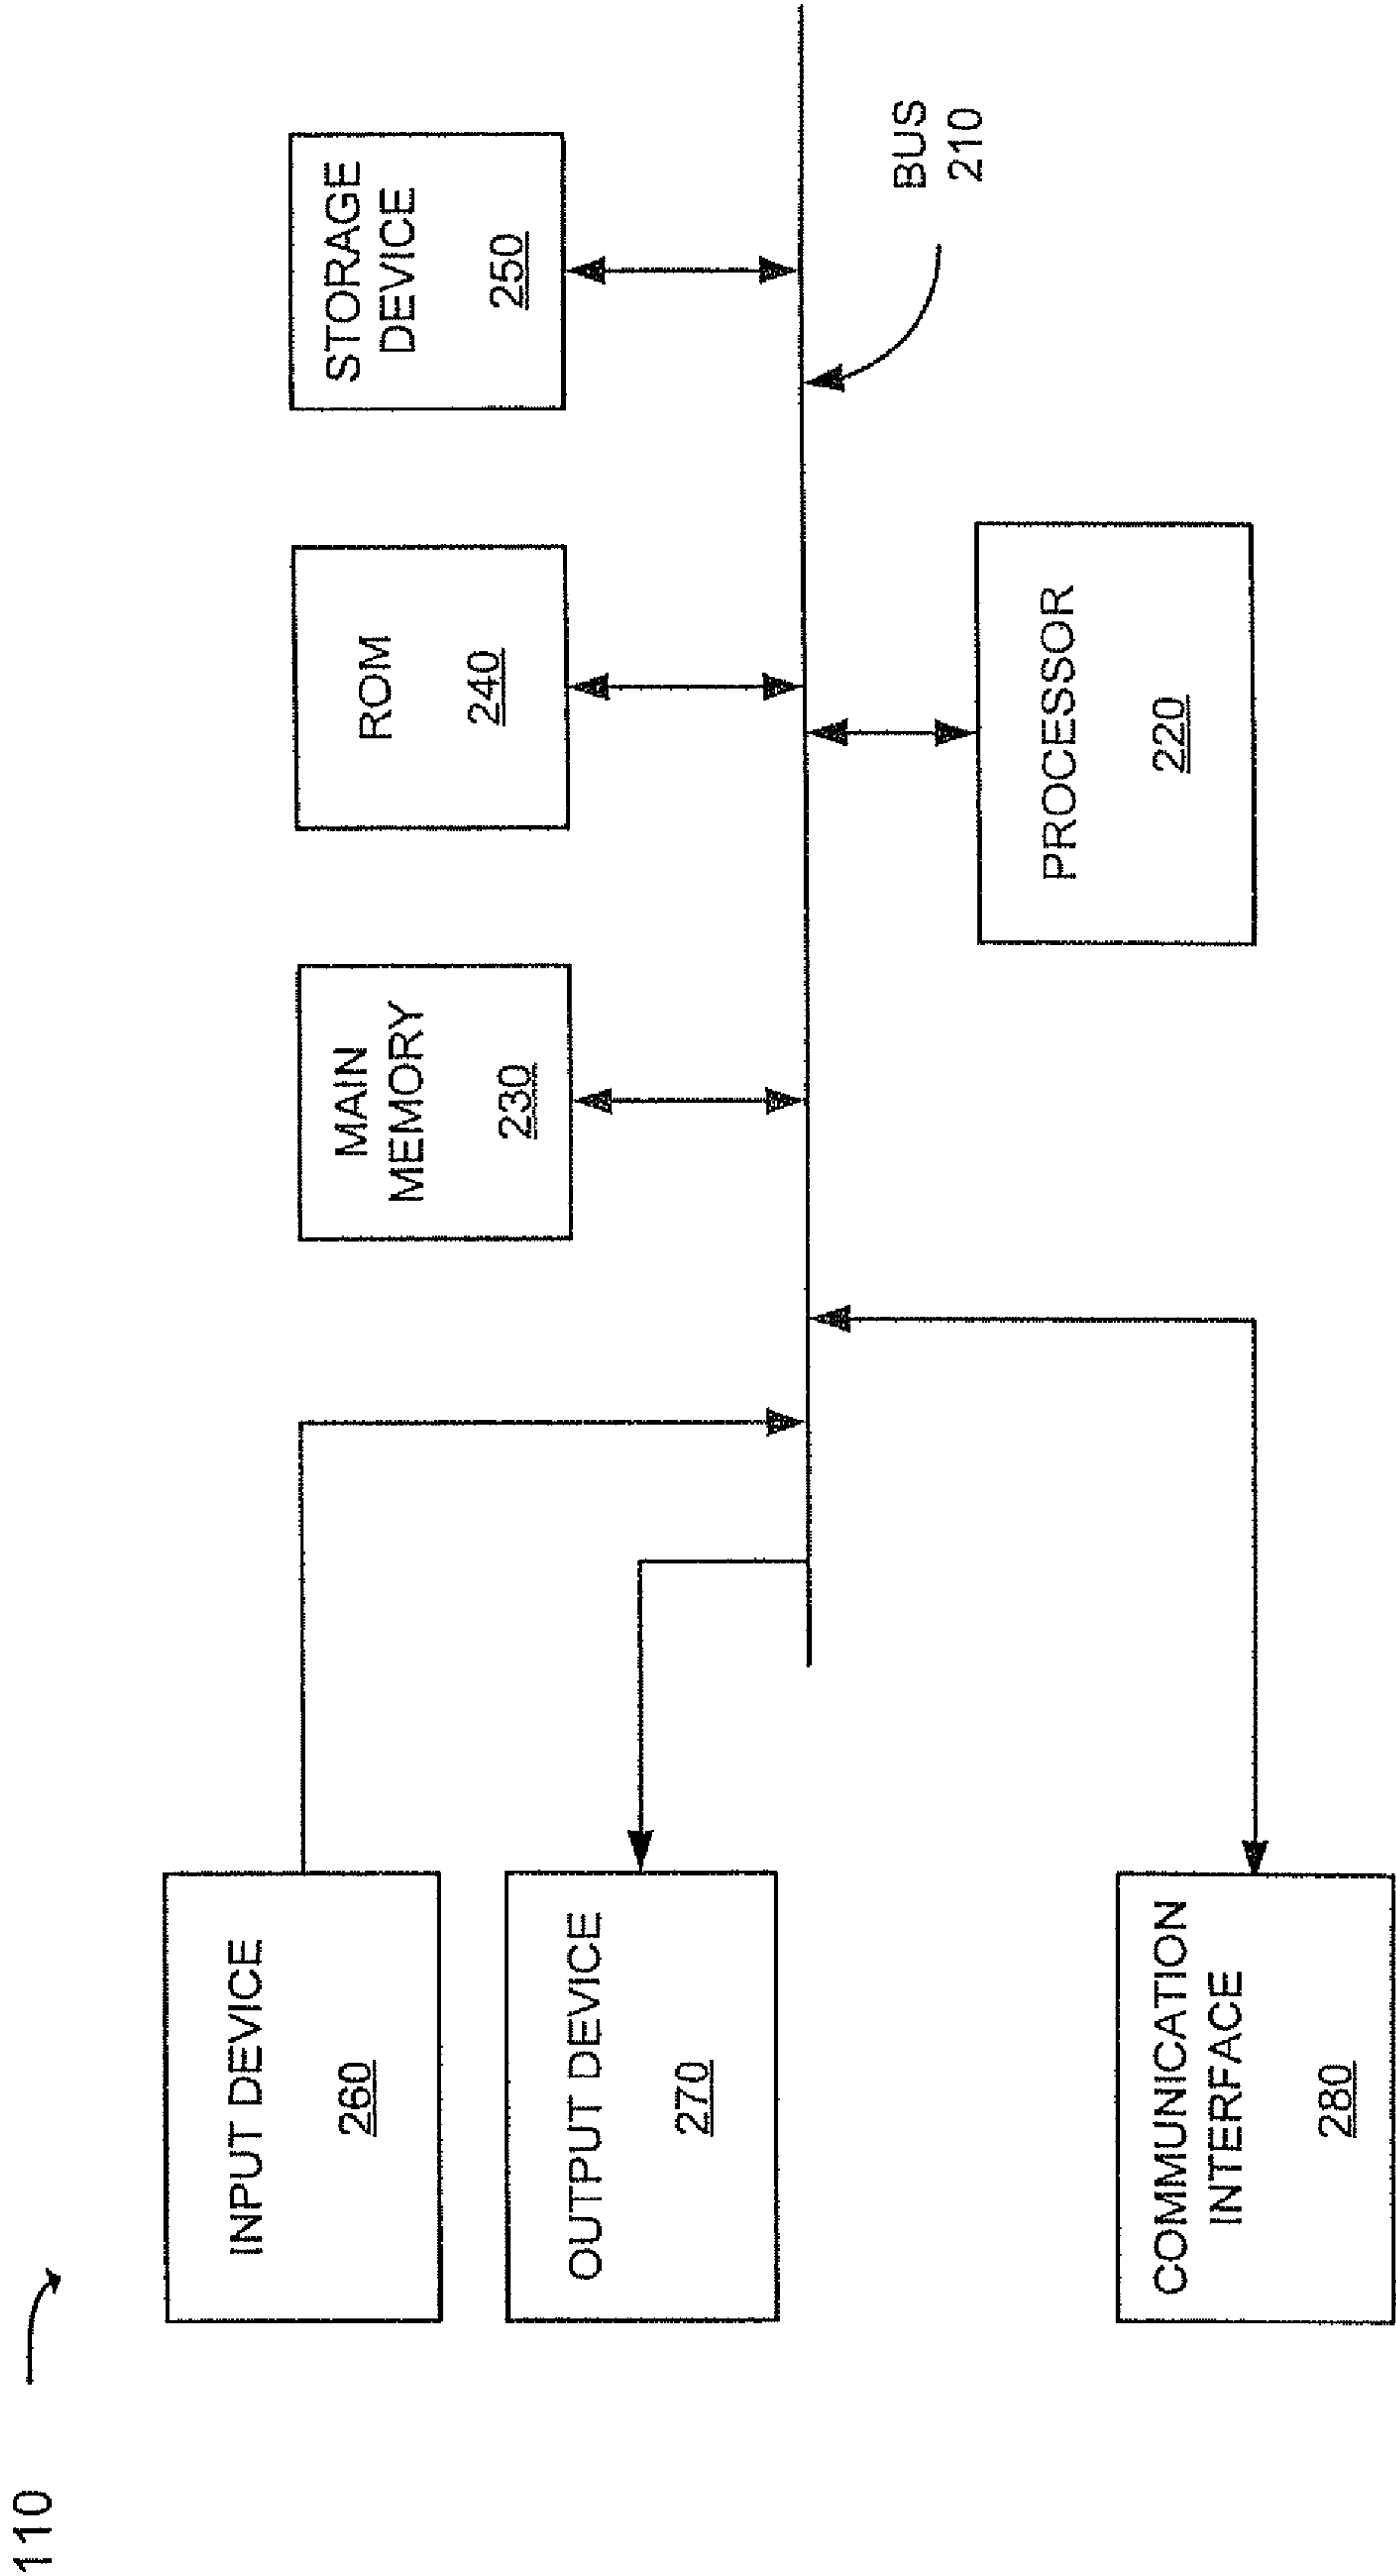 110
INPUT DEVICE
260
OUTPUT DEVICE
270
COMMUNICATION
INTERFACE
280
MAIN
MEMORY
230
ROM
240
STORAGE
DEVICE
250
PROCESSOR
220
BUS
210